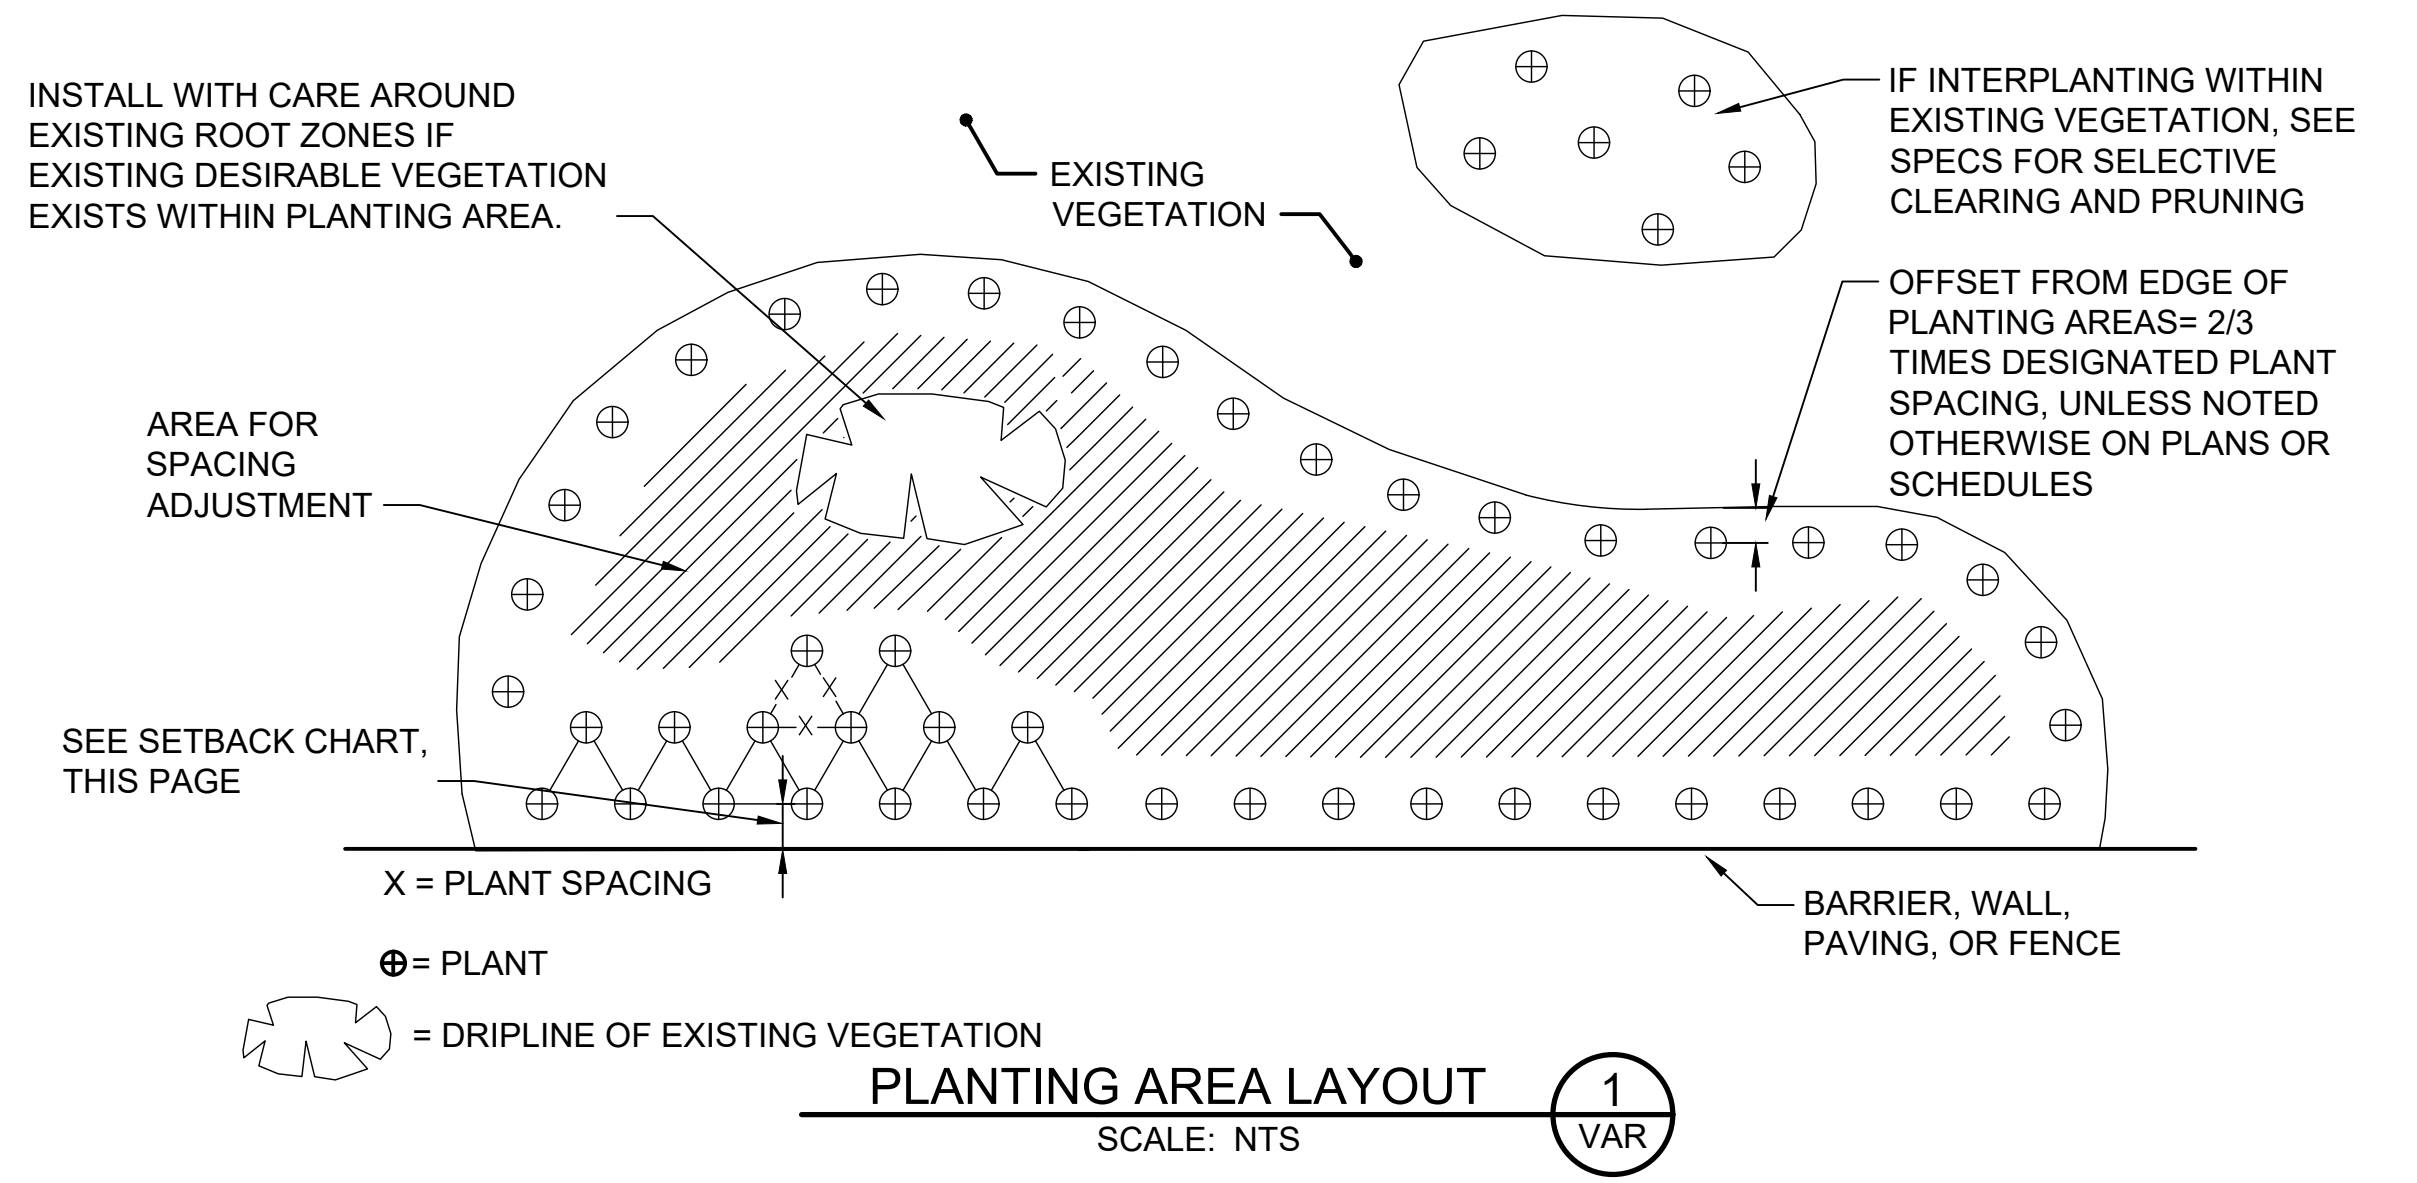 INSTALL WITH CARE AROUND
EXISTING ROOT ZONES IF
EXISTING DESIRABLE VEGETATION
EXISTS WITHIN PLANTING AREA.
EXISTING
VEGETATION
IF INTERPLANTING WITHIN
EXISTING VEGETATION, SEE
SPECS FOR SELECTIVE
CLEARING AND PRUNING
OFFSET FROM EDGE OF
PLANTING AREAS= 2/3
TIMES DESIGNATED PLANT
SPACING, UNLESS NOTED
OTHERWISE ON PLANS OR
SCHEDULES
AREA FOR
SPACING
ADJUSTMENT
X X
X
SEE SETBACK CHART,
THIS PAGE
X = PLANT SPACING
BARRIER, WALL,
PAVING, OR FENCE
= PLANT
= DRIPLINE OF EXISTING VEGETATION
PLANTING AREA LAYOUT
SCALE: NTS
1
VAR